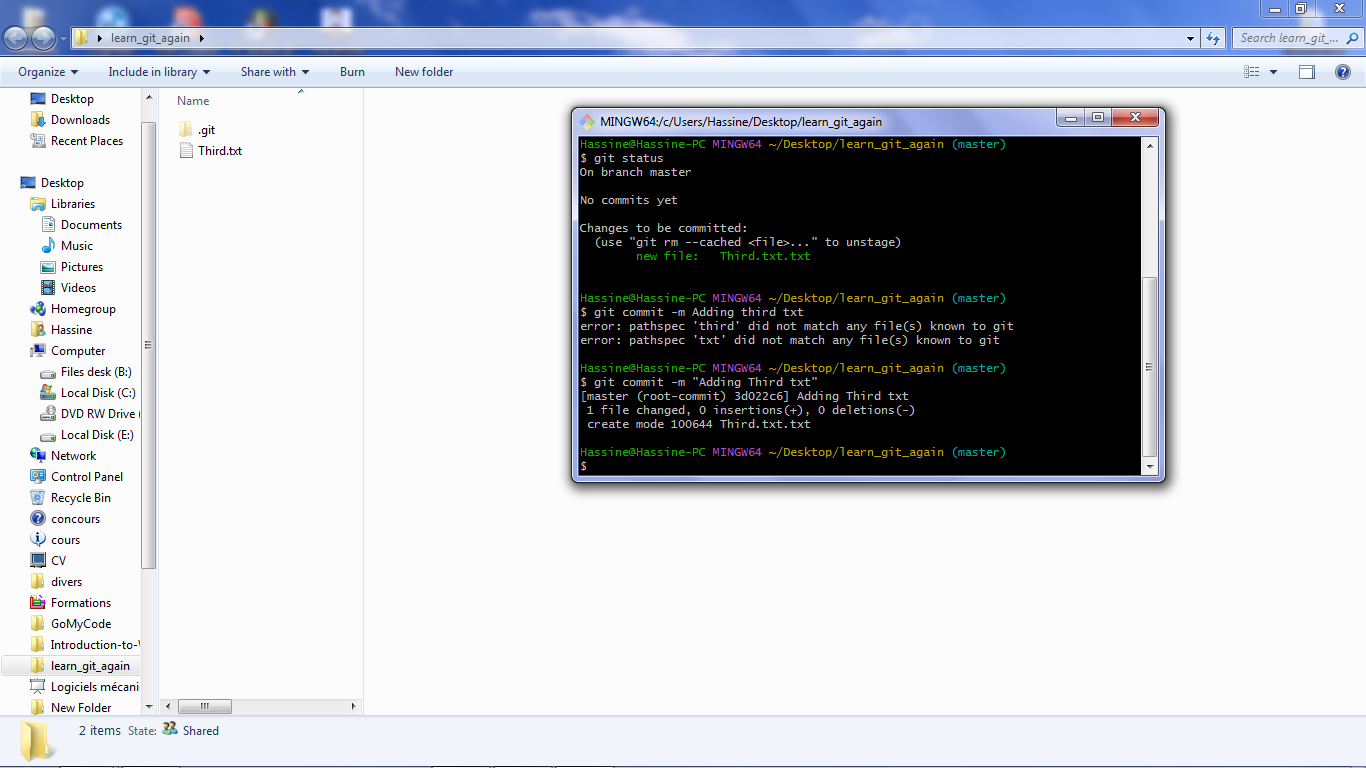 learn_git_again
Search learn_git_...
Organize
Include in library
Share with
Burn
New folder
Desktop
Downloads
Recent Places
Desktop
Libraries
Documents
Music
Pictures
Videos
Homegroup
Hassine
Computer
Files desk (B:)
Local Disk (C:)
DVD RW Drive (
Local Disk (E:)
Network
Control Panel
Recycle Bin
concours
cours
CV
divers
Formations
GoMyCode
Introduction-to-W
learn_git_again
Logiciels mécani
New Folder
Name
.git
Third.txt
MINGW64:/c/Users/Hassine/Desktop/learn_git_again
Hassine@Hassine-PC MINGW64 ~/Desktop/learn_git_again (master)
$ git status
On branch master
No commits yet
Changes to be committed:
(use "git rm --cached <file>..." to unstage)
new file:   Third.txt.txt
Hassine@Hassine-PC MINGW64 ~/Desktop/learn_git_again (master)
$ git commit -m Adding third txt
error: pathspec 'third' did not match any file(s) known to git
error: pathspec 'txt' did not match any file(s) known to git
Hassine@Hassine-PC MINGW64 ~/Desktop/learn_git_again (master)
$ git commit -m "Adding Third txt"
[master (root-commit) 3d022c6] Adding Third txt
1 file changed, 0 insertions(+), 0 deletions(-)
create mode 100644 Third.txt.txt
Hassine@Hassine-PC MINGW64 ~/Desktop/learn_git_again (master)
$
2 items State: Shared